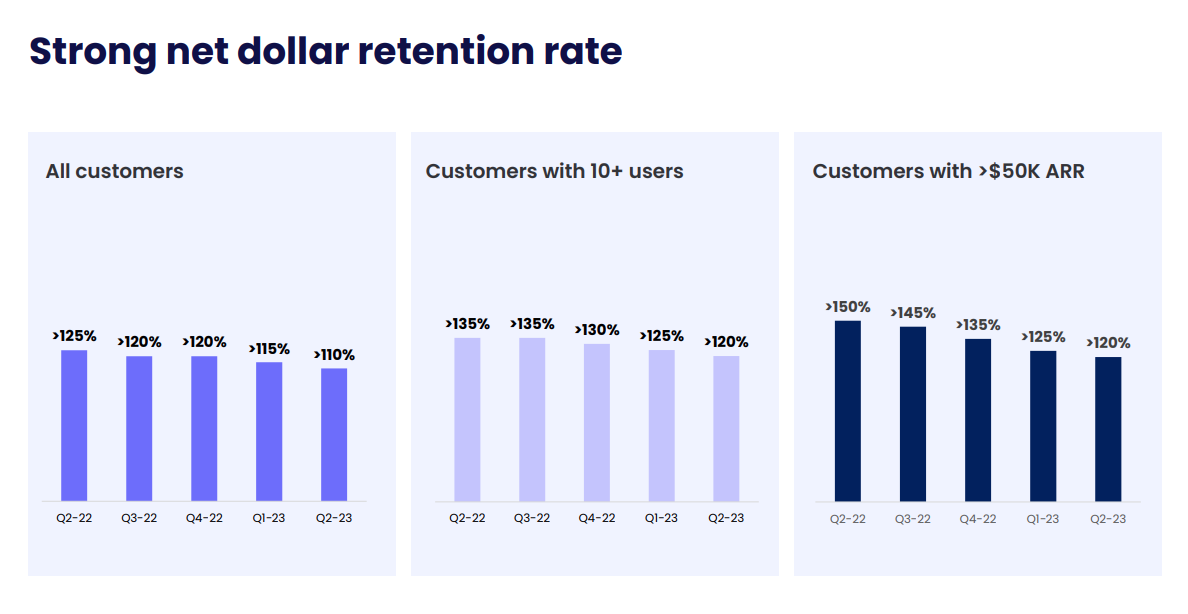 Strong net dollar retention rate
All customers
>125% >120% >120% >115% >110%
Q2-22 Q3-22 Q4-22 Q1-23 Q2-23
Customers with 10+ users
>135% >135% >130% >125% >120%
Q2-22 Q3-22 Q4-22 Q1-23 Q2-23
Customers with >$50K ARR
>150% >145% >135% >125% >120%
Q2-22 Q3-22 Q4-22 Q1-23 Q2-23